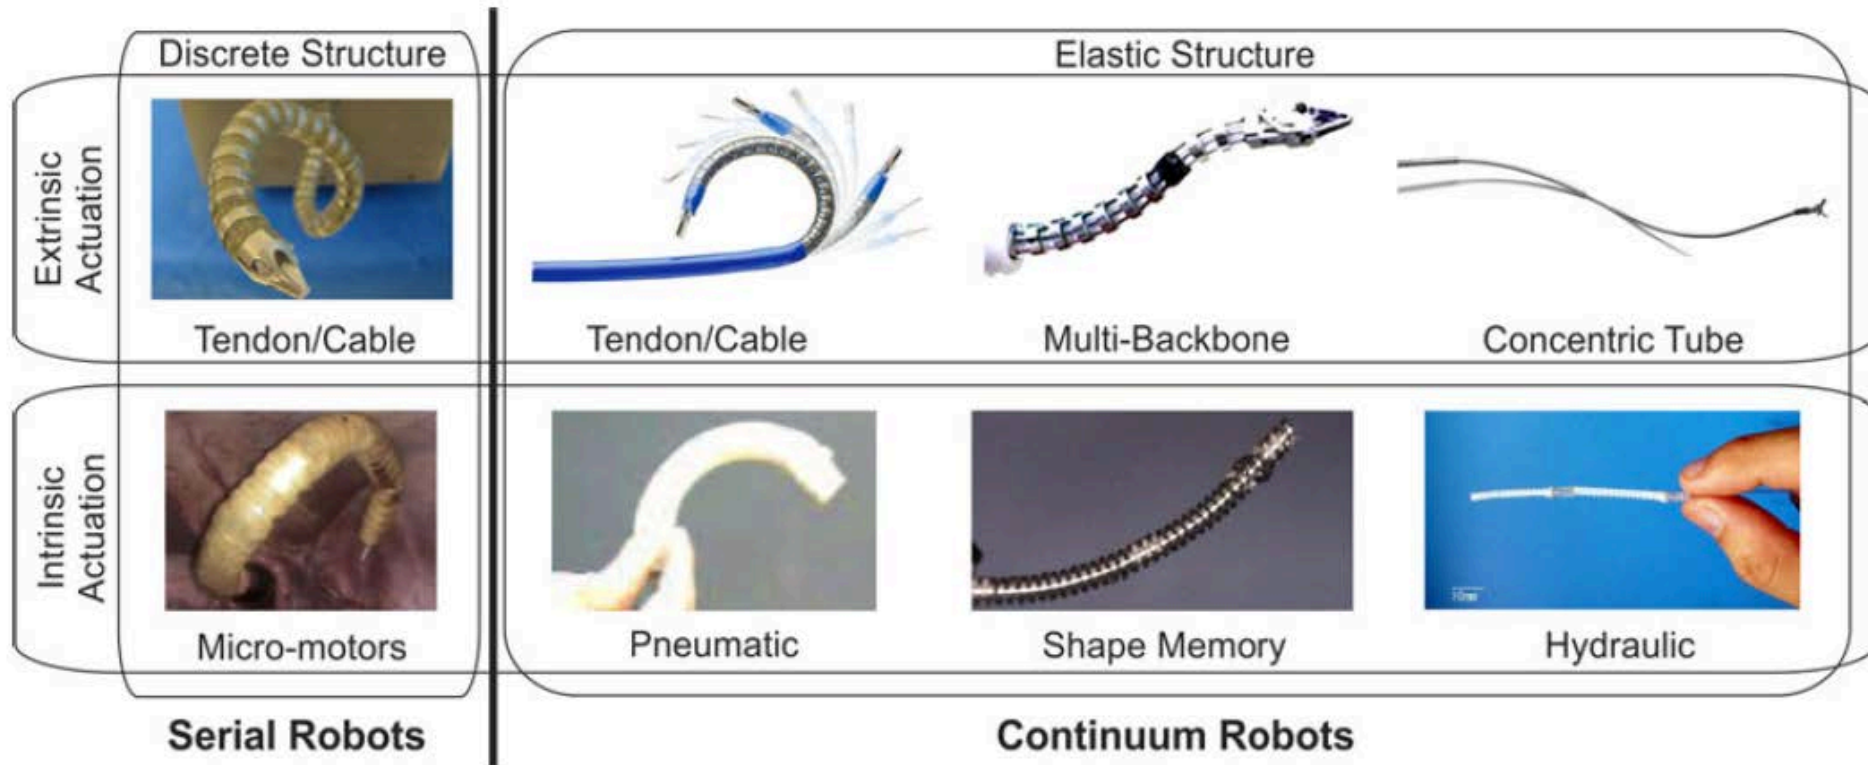 Discrete Structure
Elastic Structure
Extrinsic
Actuation
Tendon/Cable
Tendon/Cable
Multi-Backbone
Concentric Tube
Intrinsic
Actuation
Micro-motors
Pneumatic
Shape Memory
Hydraulic
Serial Robots
Continuum Robots